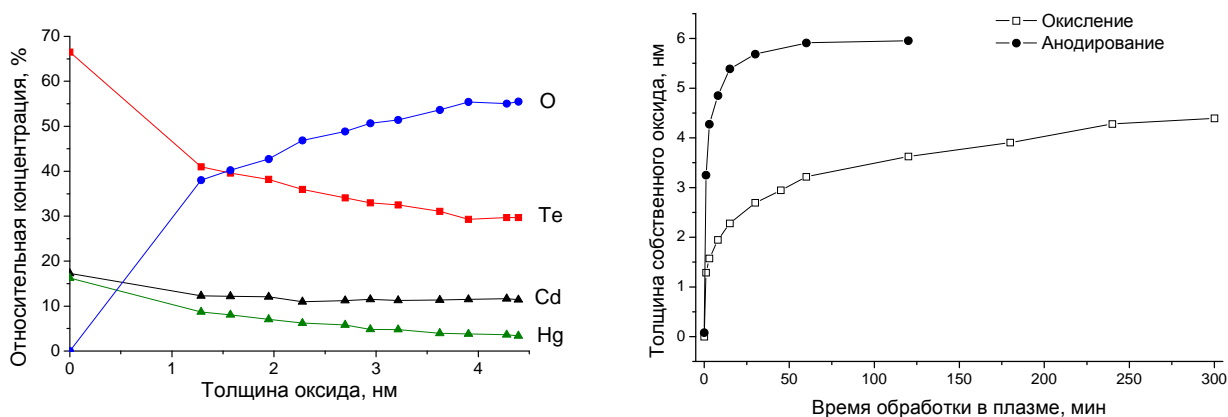 Относительная концентрация, %
70
60
50
40
30
20
10
0
O
Te
Cd
Hg
0 1 2 3 4
Толщина оксида, нм
Окисление
Анодирование
Толщина собственного оксида, нм
6
5
4
3
2
1
0
0 50 100 150 200 250 300
Время обработки в плазме, мин